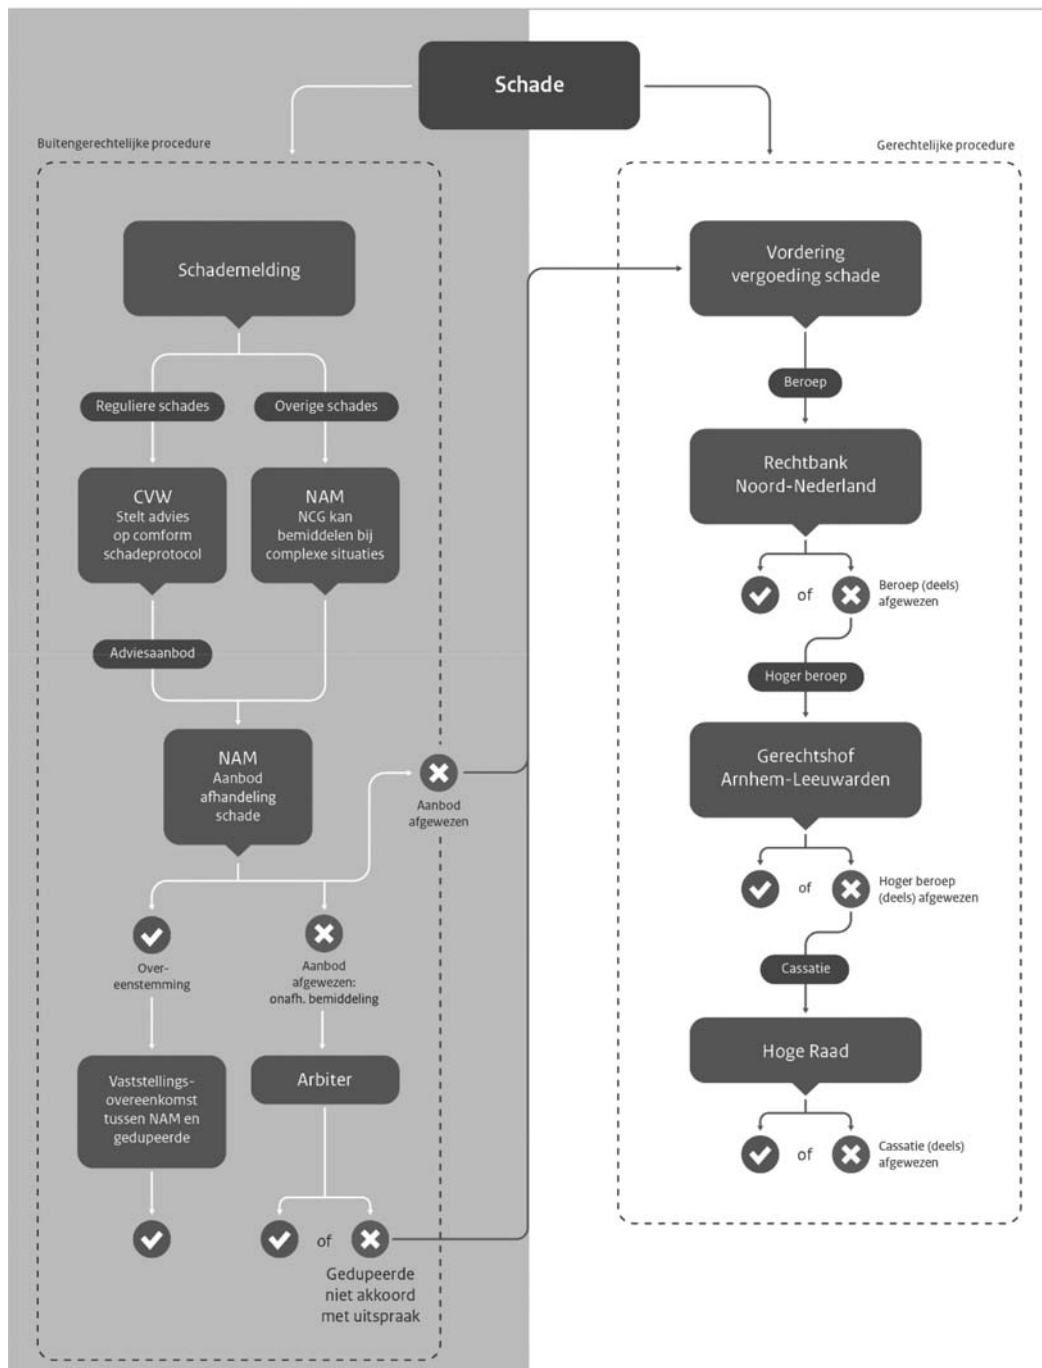 Schade
Buitengerechtelijke procedure
Schademelding
Reguliere schades
Overige schades
CVW
Stelt advies
op comform
schadeprotocol
NAM
NCG kan
bemiddelen bij
complexe situaties
Adviesaanbod
NAM
Aanbod
afhandeling
schade
Aanbod
afgewezen
Over-
eenstemming
Aanbod
afgewezen:
onafh. bemiddeling
Vaststellings-
overeenkomst
tussen NAM en
gedupeerde
Arbiter
of
Gedupeerde
niet akkoord
met uitspraak
Gerechtelijke procedure
Vordering
vergoeding schade
Beroep
Rechtbank
Noord-Nederland
of
Beroep (deels)
afgewezen
Hoger beroep
Gerechtshof
Arnhem-Leeuwarden
of
Hoger beroep
(deels) afgewezen
Cassatie
Hoge Raad
of
Cassatie (deels)
afgewezen